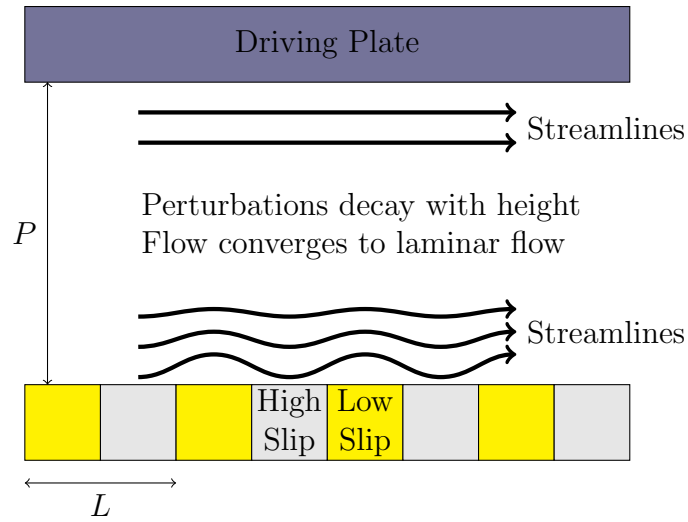 Driving Plate
Streamlines
Perturbations decay with height
Flow converges to laminar flow
P
Streamlines
High
Slip
Low
Slip
L